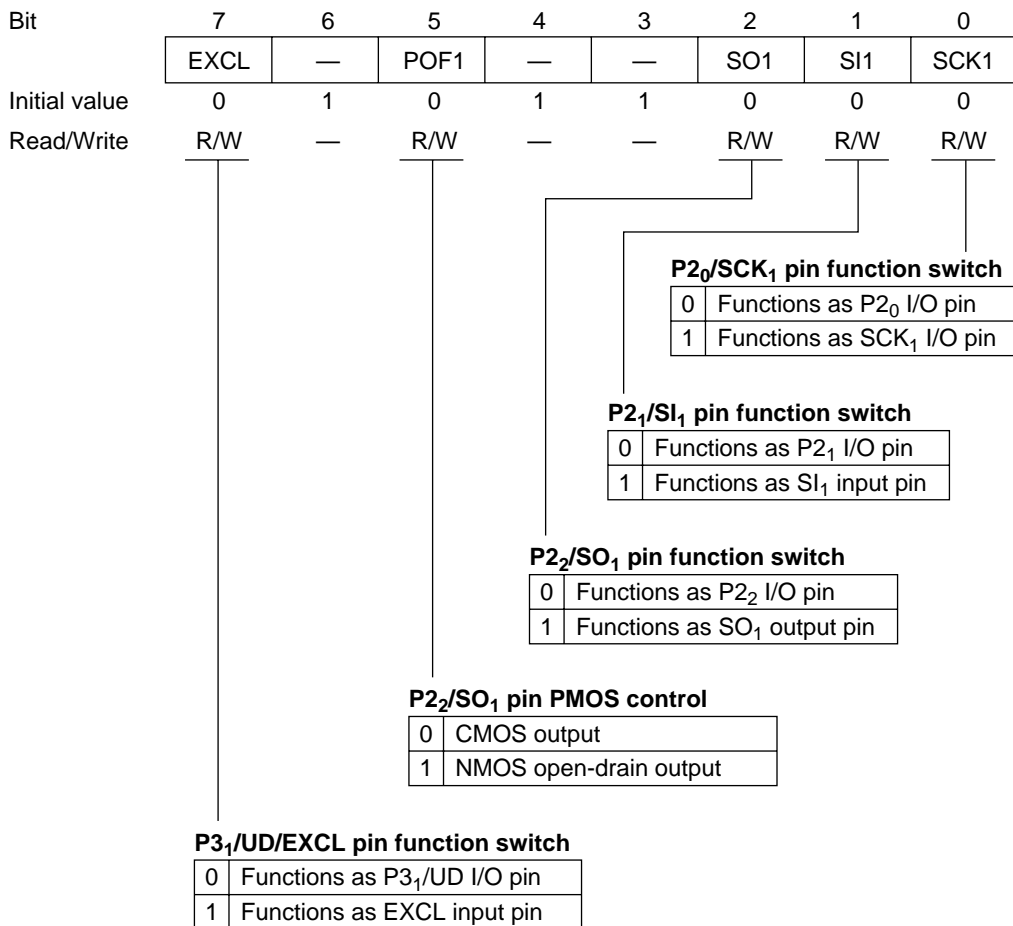 Bit 7 6 5 4 3 2 1 0
EXCL — POF1 — — SO1 SI1 SCK1
Initial value 0 1 0 1 1 0 0 0
Read/Write R/W — R/W — — R/W R/W R/W
P2₀/SCK₁ pin function switch
0 Functions as P2₀ I/O pin
1 Functions as SCK₁ I/O pin
P2₁/SI₁ pin function switch
0 Functions as P2₁ I/O pin
1 Functions as SI₁ input pin
P2₂/SO₁ pin function switch
0 Functions as P2₂ I/O pin
1 Functions as SO₁ output pin
P2₂/SO₁ pin PMOS control
0 CMOS output
1 NMOS open-drain output
P3₁/UD/EXCL pin function switch
0 Functions as P3₁/UD I/O pin
1 Functions as EXCL input pin